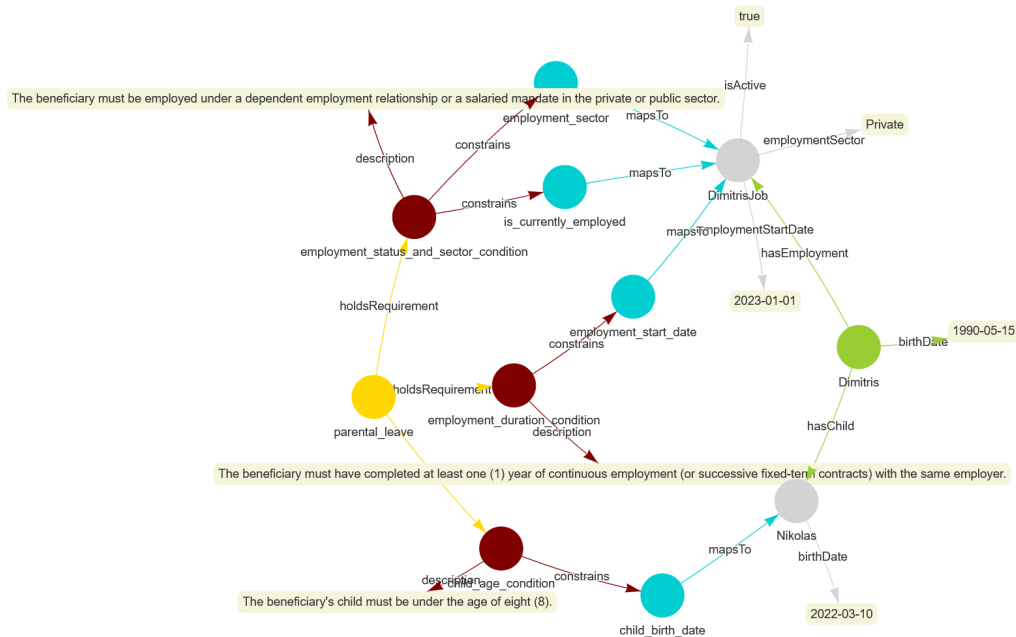 true
isActive
The beneficiary must be employed under a dependent employment relationship or a salaried mandate in the private or public sector.
employment_sector
mapsTo
Private
employmentSector
description
constrains
DimitrisJob
mapsTo
constrains
is_currently_employed
employment_status_and_sector_condition
mapsTo
employmentStartDate
hasEmployment
holdsRequirement
2023-01-01
employment_start_date
constrains
1990-05-15
birthDate
Dimitris
holdsRequirement
employment_duration_condition
parental_leave
description
hasChild
The beneficiary must have completed at least one (1) year of continuous employment (or successive fixed-term contracts) with the same employer.
Nikolas
mapsTo
birthDate
description
child_age_condition
constrains
The beneficiary's child must be under the age of eight (8).
2022-03-10
child_birth_date